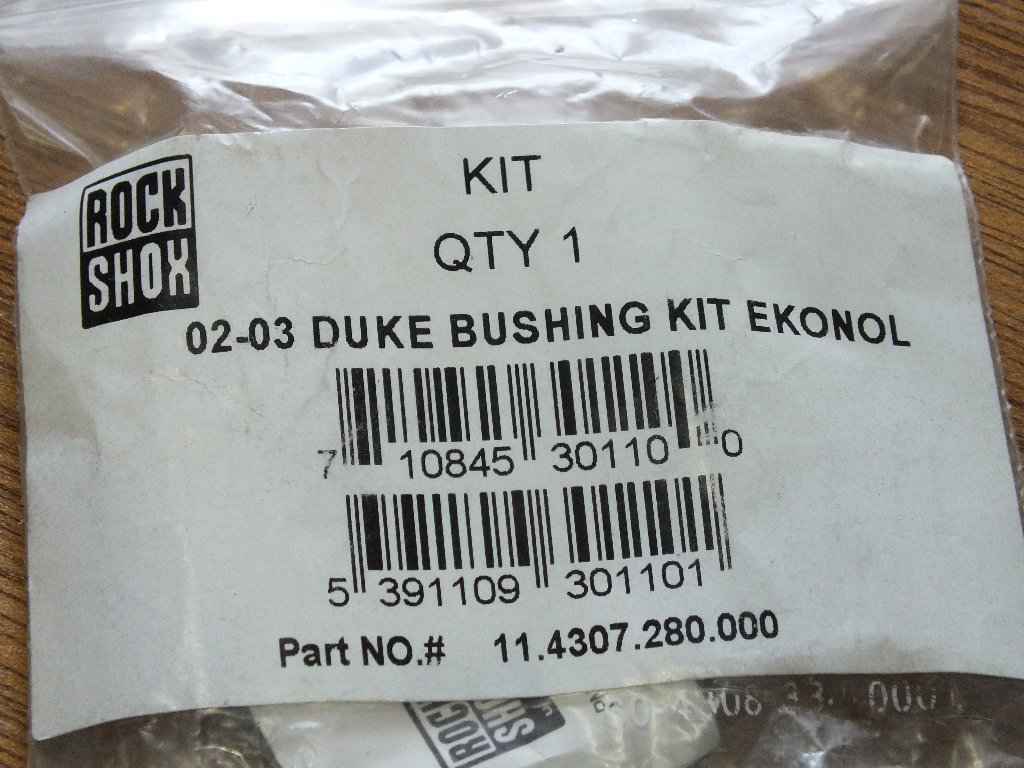 ROCK
SHOX
KIT
QTY 1
02-03 DUKE BUSHING KIT EKONOL
7 10845 30110 0
5 391109 301101
Part NO.# 11.4307.280.000
ROCK
SHOX